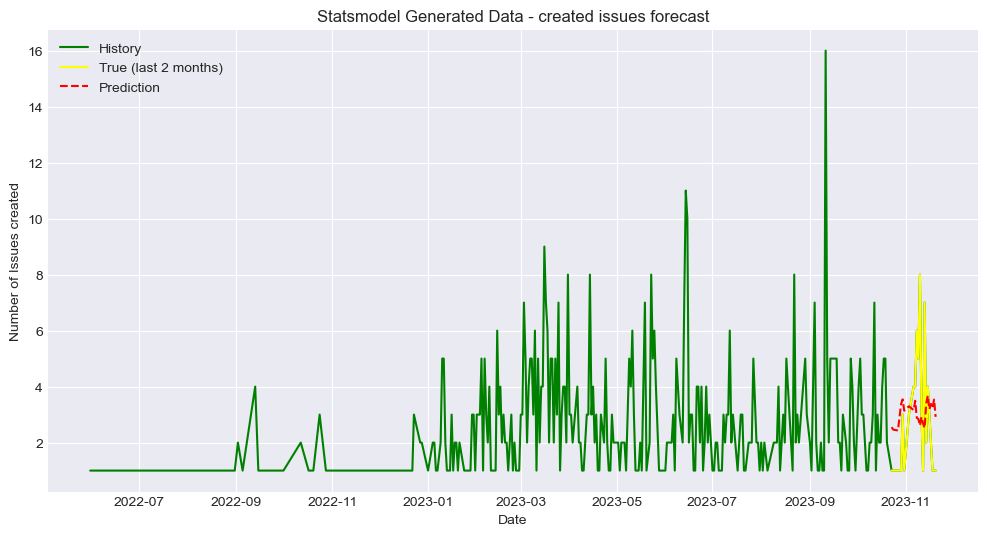 Statsmodel Generated Data - created issues forecast
History
True (last 2 months)
Prediction
Number of Issues created
16
14
12
10
8
6
4
2
2022-07
2022-09
2022-11
2023-01
2023-03
2023-05
2023-07
2023-09
2023-11
Date